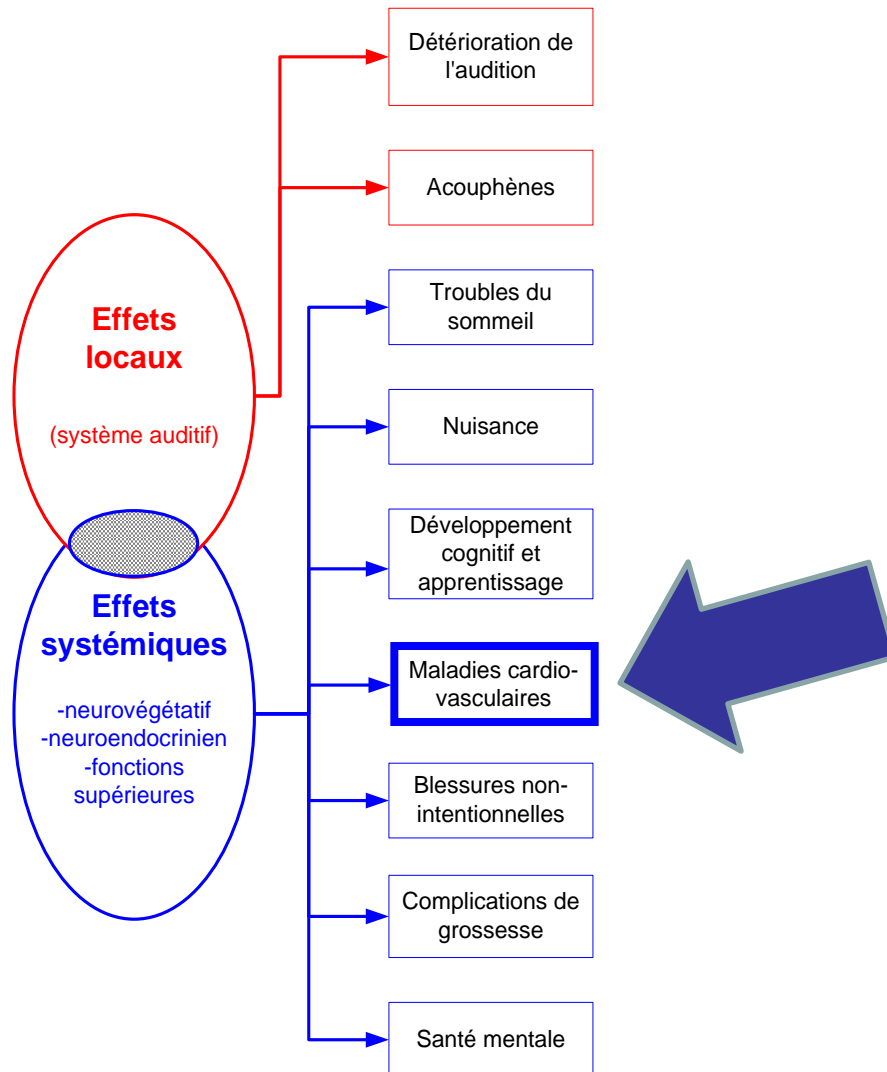 Effets
locaux
(système auditif)
Effets
systémiques
-neurovégétatif
-neuroendocrinien
-fonctions
supérieures
Détérioration de
l'audition
Acouphènes
Troubles du
sommeil
Nuisance
Développement
cognitif et
apprentissage
Maladies cardio-
vasculaires
Blessures non-
intentionnelles
Complications de
grossesse
Santé mentale